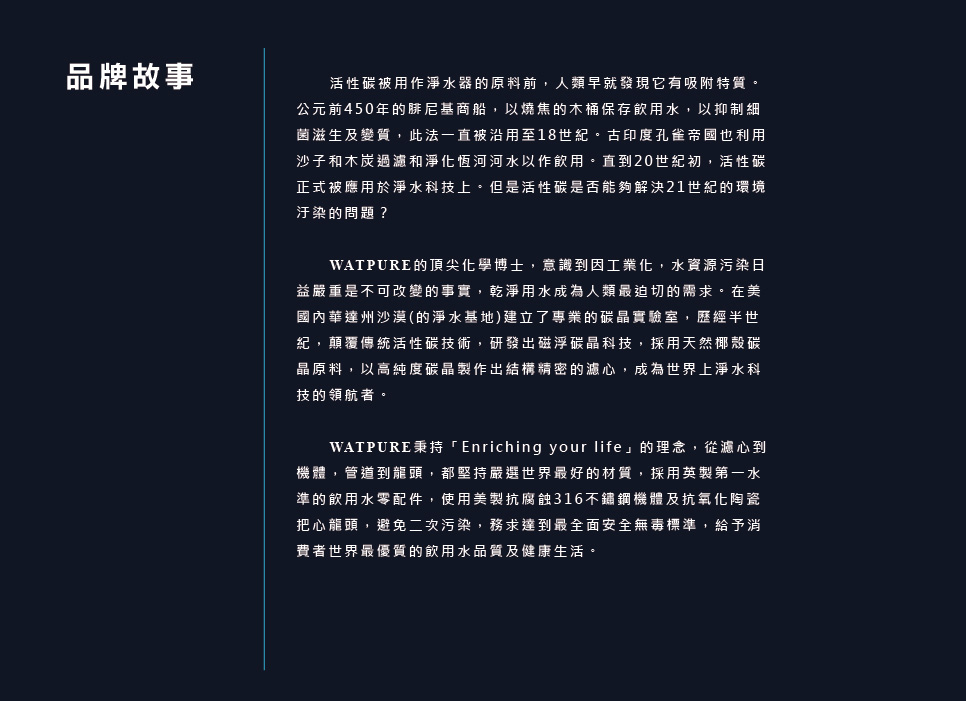 品牌故事
活性碳被用作淨水器的原料前，人類早就發現它有吸附特質。
公元前450年的腓尼基商船，以燒焦的木桶保存飲用水，以抑制細
菌滋生及變質，此法一直被沿用至18世紀。古印度孔雀帝國也利用
沙子和木炭過濾和淨化恆河河水以作飲用。直到20世紀初，活性碳
正式被應用於淨水科技上。但是活性碳是否能夠解決21世紀的環境
汙染的問題？
WATPURE的頂尖化學博士，意識到因工業化，水資源污染日
益嚴重是不可改變的事實，乾淨用水成為人類最迫切的需求。在美
國內華達州沙漠(的淨水基地)建立了專業的碳晶實驗室，歷經半世
紀，顛覆傳統活性碳技術，研發出磁浮碳晶科技，採用天然椰殼碳
晶原料，以高純度碳晶製作出結構精密的濾心，成為世界上淨水科
技的領航者。
WATPURE秉持「Enriching your life」的理念，從濾心到
機體，管道到龍頭，都堅持嚴選世界最好的材質，採用英製第一水
準的飲用水零配件，使用美製抗腐蝕316不鏽鋼機體及抗氧化陶瓷
把心龍頭，避免二次污染，務求達到最全面安全無毒標準，給予消
費者世界最優質的飲用水品質及健康生活。